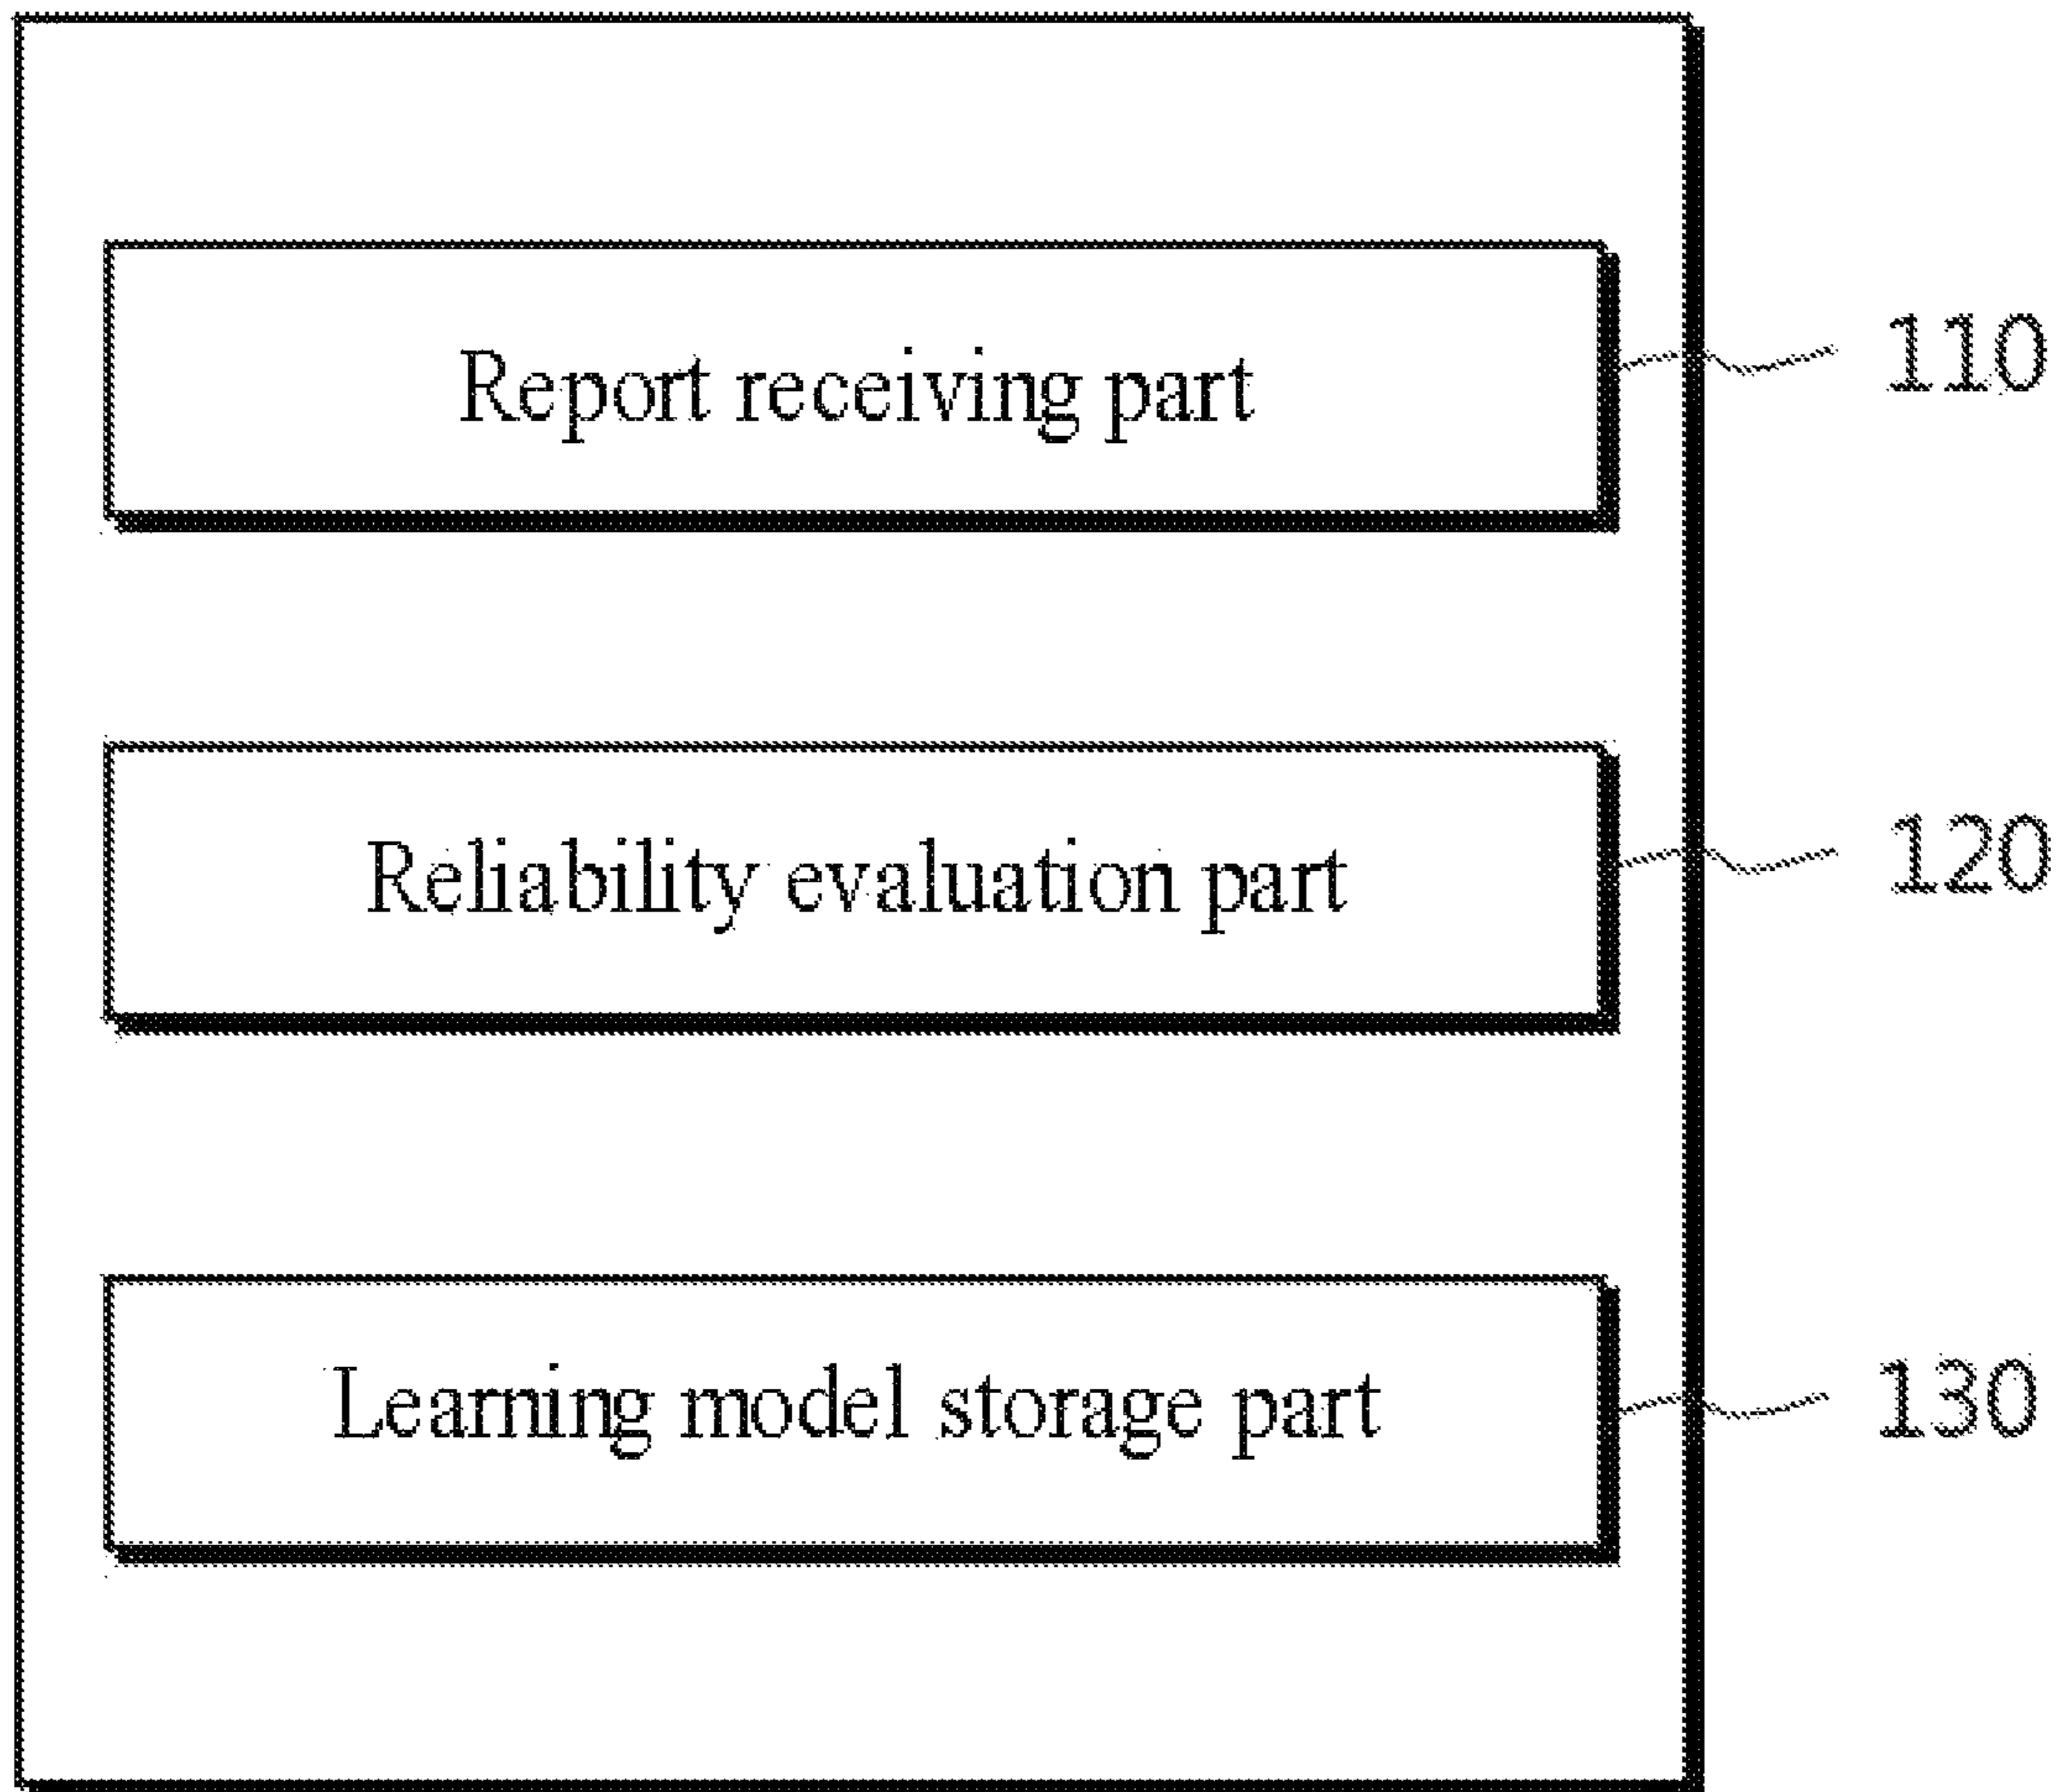 Report receiving part
110
Reliability evaluation part
120
Learning model storage part
130